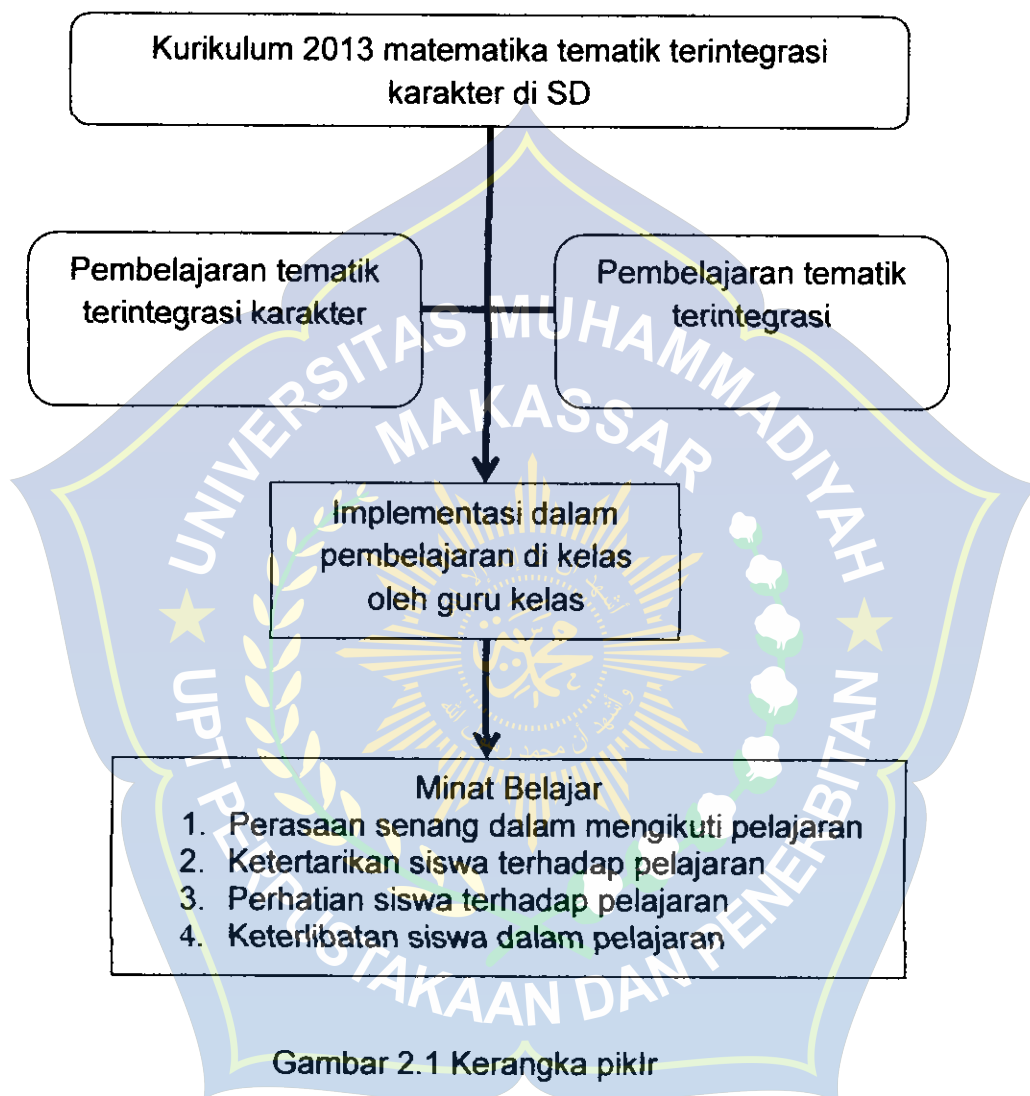 Kurikulum 2013 matematika tematik terintegrasi
karakter di SD
Pembelajaran tematik
terintegrasi karakter
Pembelajaran tematik
terintegrasi
Implementasi dalam
pembelajaran di kelas
oleh guru kelas
Minat Belajar
1. Perasaan senang dalam mengikuti pelajaran
2. Ketertarikan siswa terhadap pelajaran
3. Perhatian siswa terhadap pelajaran
4. Keterlibatan siswa dalam pelajaran
Gambar 2.1 Kerangka pikir
UNIVERSITAS MUHAMMADIYAH
MAKASSAR
UPT PERPUSTAKAAN DAN PENERBITAN